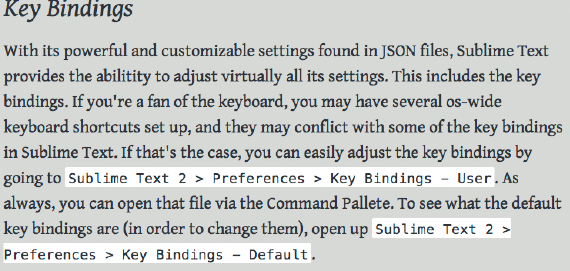 Key Bindings
With its powerful and customizable settings found in JSON files, Sublime Text
provides the abilitity to adjust virtually all its settings. This includes the key
bindings. If you're a fan of the keyboard, you may have several os-wide
keyboard shortcuts set up, and they may conflict with some of the key bindings
in Sublime Text. If that's the case, you can easily adjust the key bindings by
going to Sublime Text 2 > Preferences > Key Bindings – User. As
always, you can open that file via the Command Pallete. To see what the default
key bindings are (in order to change them), open up Sublime Text 2 >
Preferences > Key Bindings – Default.